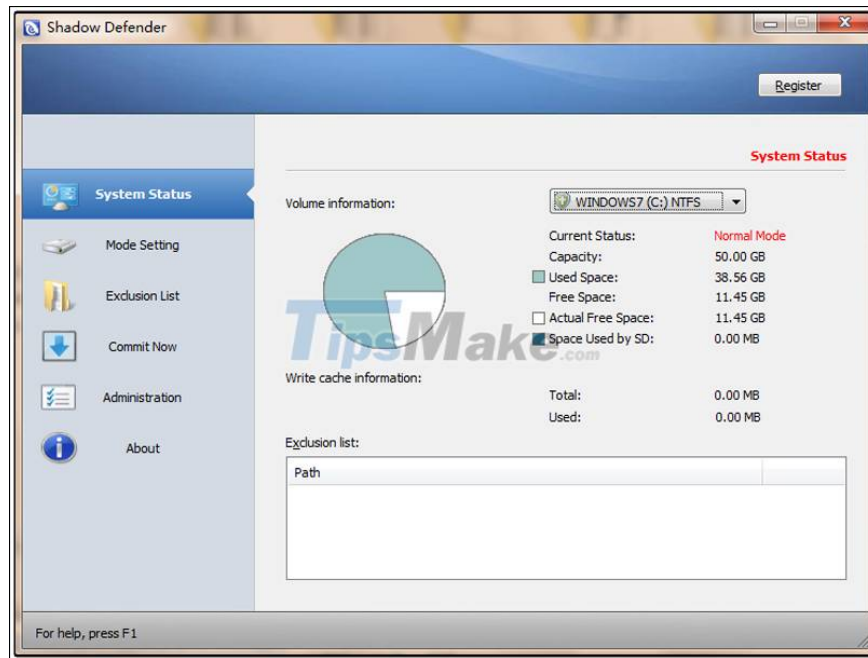 Shadow Defender
Register
System Status
System Status
Mode Setting
Exclusion List
Commit Now
Administration
About
Volume information:
WINDOWS7 (C:) NTFS
Current Status: Normal Mode
Capacity: 50.00 GB
Used Space: 38.56 GB
Free Space: 11.45 GB
Actual Free Space: 11.45 GB
Space Used by SD: 0.00 MB
TipsMake.com
Write cache information:
Total: 0.00 MB
Used: 0.00 MB
Exclusion list:
Path
For help, press F1